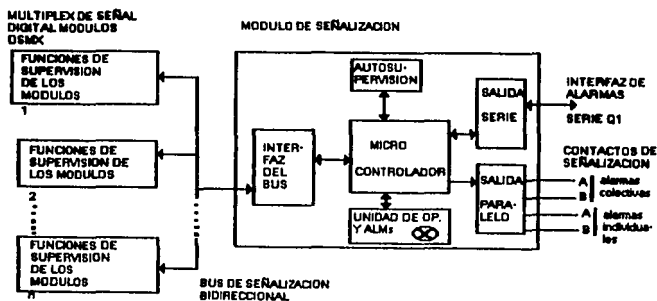 MULTIPLEX DE SEÑAL
DIGITAL MODULOS
DSMX
FUNCIONES DE
SUPERVISION
DE LOS
MODULOS
1
FUNCIONES DE
SUPERVISION DE
LOS MODULOS
2
FUNCIONES DE
SUPERVISION
DE LOS
MODULOS
n
BUS DE SEÑALIZACION
BIDIRECCIONAL
MODULO DE SEÑALIZACION
INTER-
FAZ
DEL
BUS
AUTOSU-
PERVISION
MICRO
CONTROLADOR
UNIDAD DE OP.
Y ALMs
SALIDA
SERIE
SALIDA
PARA-
LELO
INTERFAZ DE
ALARMAS
SERIE Q1
CONTACTOS DE
SEÑALIZACION
A alarmas
B colectivas
A alarmas
B individua-
les